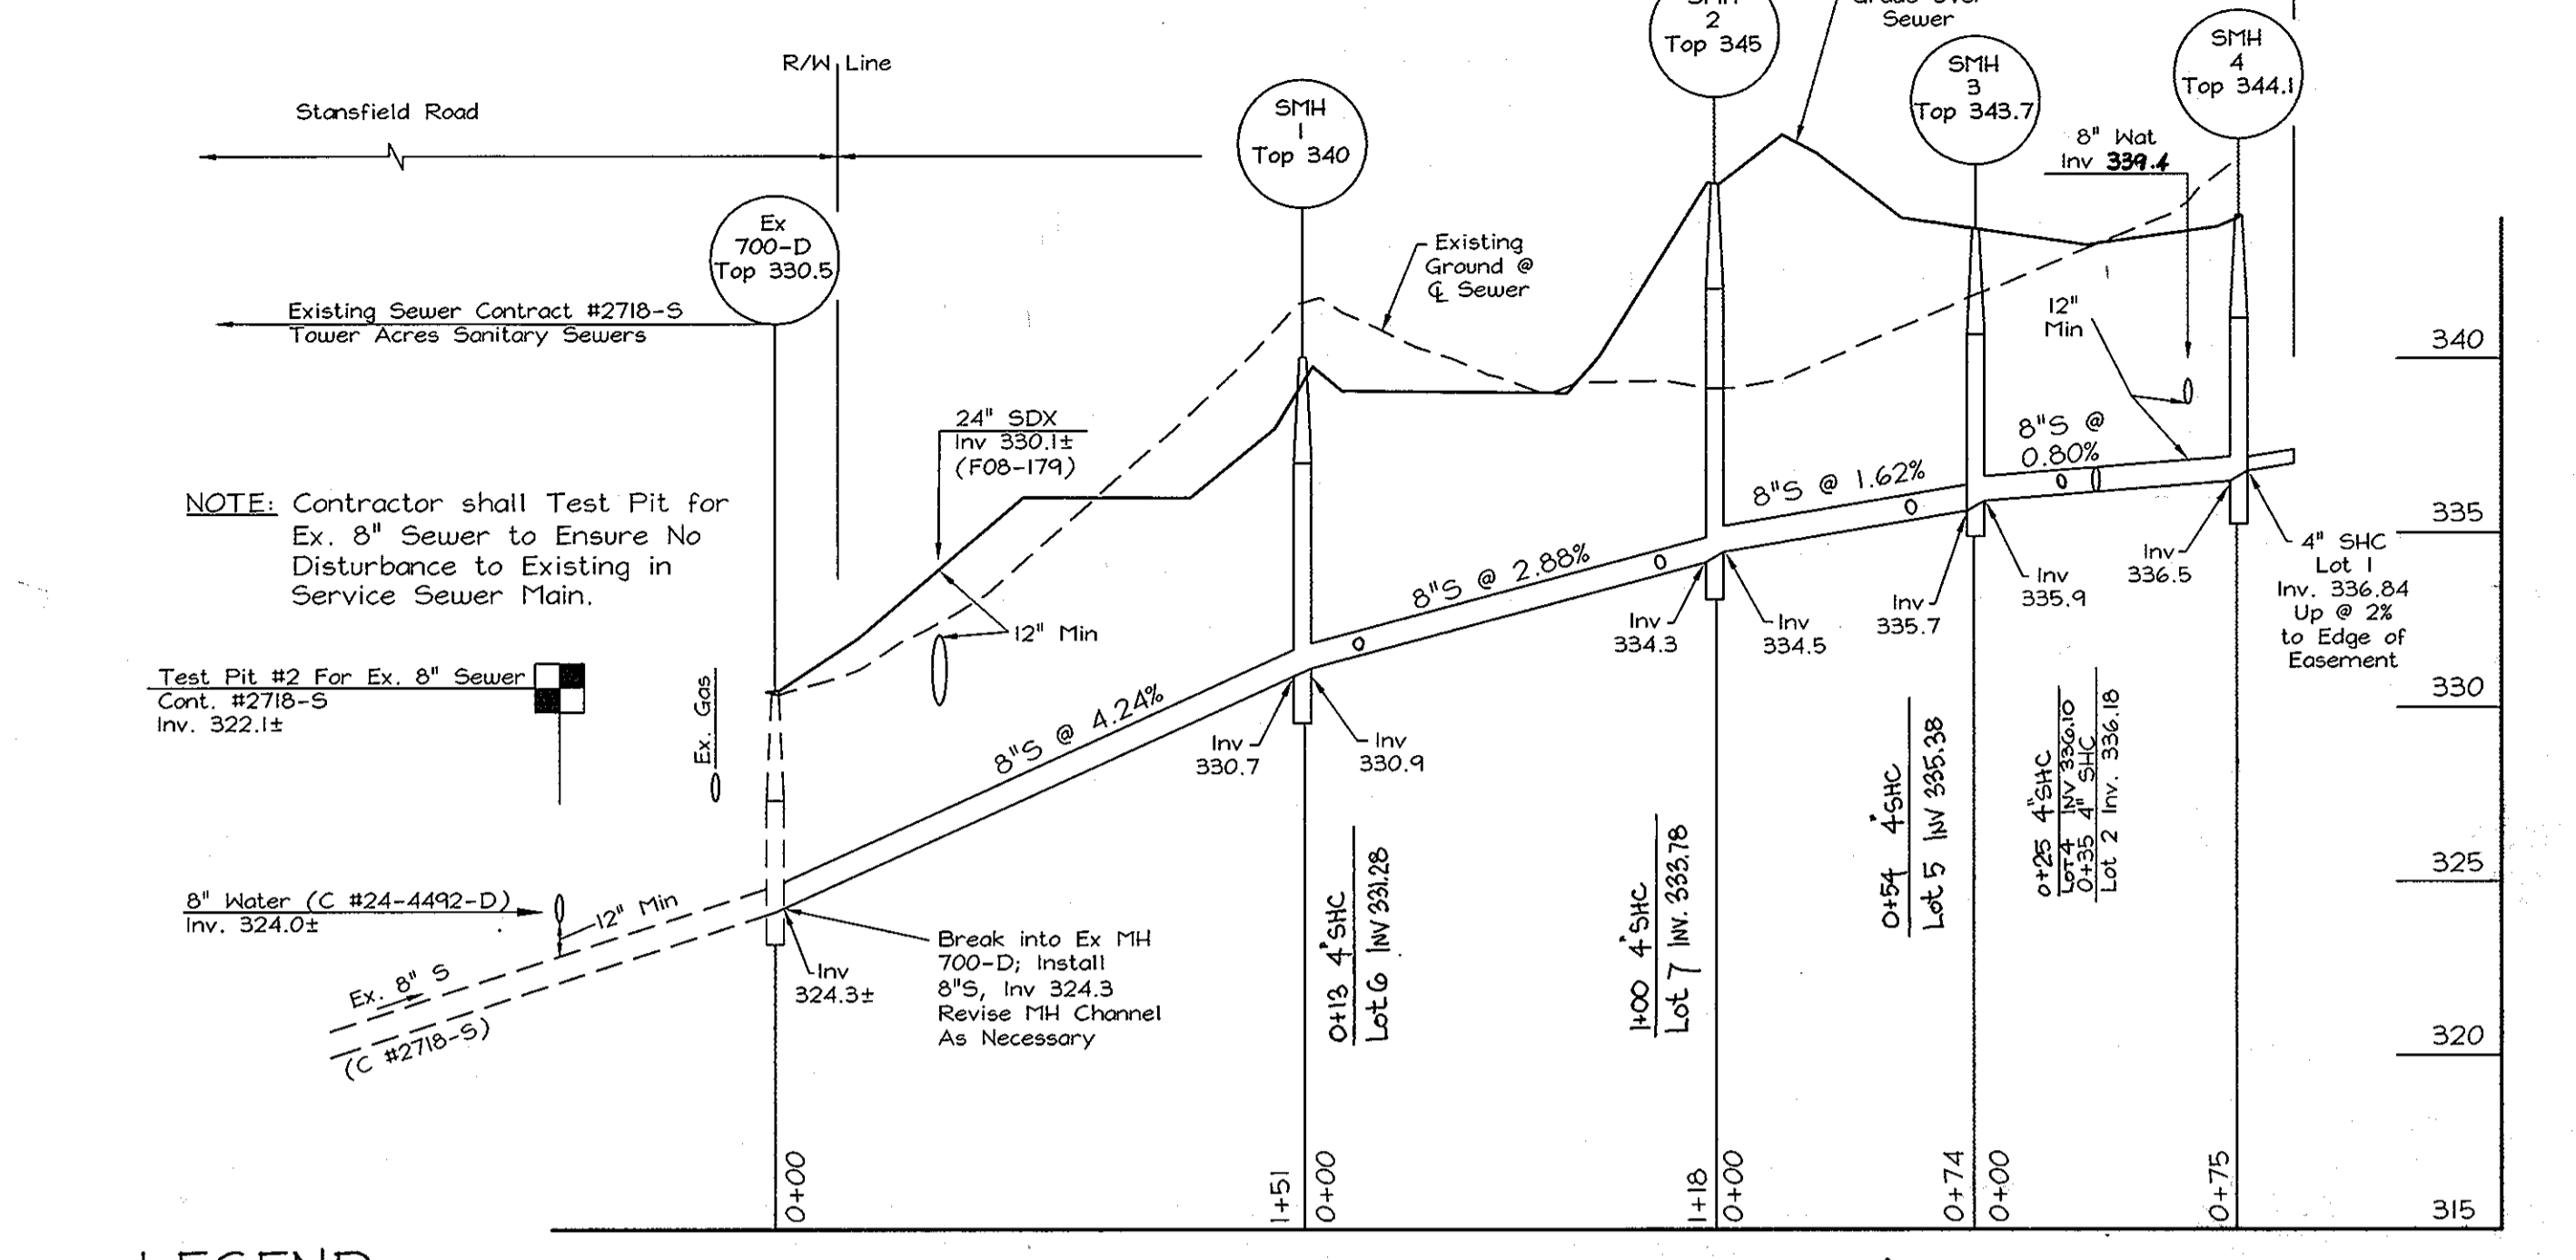 Stansfield Road
R/W Line
Ex
700-D
Top 330.5
SMH
1
Top 340
2
Top 345
Sewer
SMH
3
Top 343.7
SMH
4
Top 344.1
8" Wat
Inv 339.4
Existing Sewer Contract #2718-S
Tower Acres Sanitary Sewers
Existing
Ground @
℄ Sewer
24" SDX
Inv 330.1±
(F08-179)
12" Min
12"
Min
NOTE: Contractor shall Test Pit for
Ex. 8" Sewer to Ensure No
Disturbance to Existing in
Service Sewer Main.
Test Pit #2 For Ex. 8" Sewer
Cont. #2718-S
Inv. 322.1±
Ex. Gas
8" Water (C #24-4492-D)
Inv. 324.0±
12" Min
Ex. 8" S
(C #2718-S)
Inv
324.3±
Break into Ex MH
700-D; Install
8"S, Inv 324.3
Revise MH Channel
As Necessary
8"S @ 4.24%
8"S @ 2.88%
8"S @ 1.62%
8"S @
0.80%
Inv
330.7
Inv
330.9
Inv
334.3
Inv
334.5
Inv
335.7
Inv
335.9
Inv
336.5
4" SHC
Lot 1
Inv. 336.84
Up @ 2%
to Edge of
Easement
0+13 4"SHC
Lot 6 INV 331.28
1+00 4"SHC
Lot 7 INV. 333.78
0+54 4"SHC
Lot 5 INV 335.38
0+25 4"SHC
Lot 4 INV 336.10
0+35 4" SHC
Lot 2 Inv. 336.18
340
335
330
325
320
315
0+00
1+51
0+00
1+18
0+00
0+74
0+00
0+75